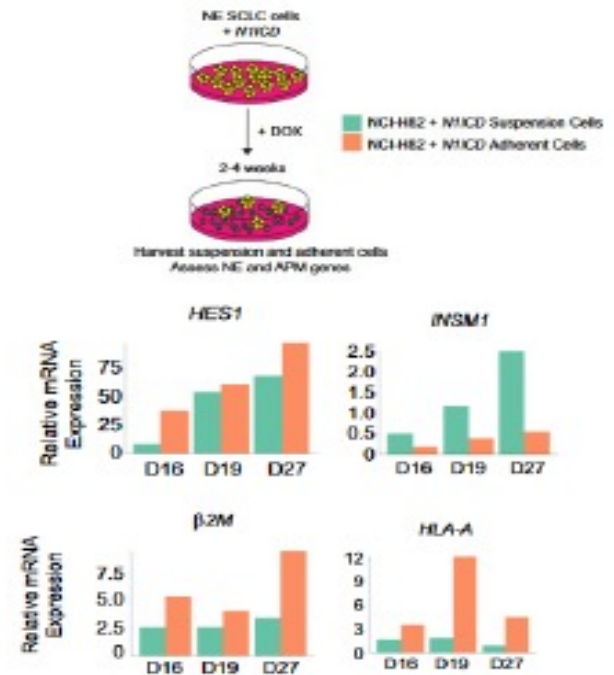 NE SCLC cells
+ N1ICD
+ DOX
2-4 weeks
Harvest suspension and adherent cells
Assess NE and APM genes
NCI-H82 + N1ICD Suspension Cells
NCI-H82 + N1ICD Adherent Cells
HES1
Relative mRNA
Expression
75
50
25
0
D16 D19 D27
INSM1
2.5
2.0
1.5
1.0
0.5
0
D16 D19 D27
β2M
Relative mRNA
Expression
7.5
5.0
2.5
0
D16 D19 D27
HLA-A
12
9
6
3
0
D16 D19 D27